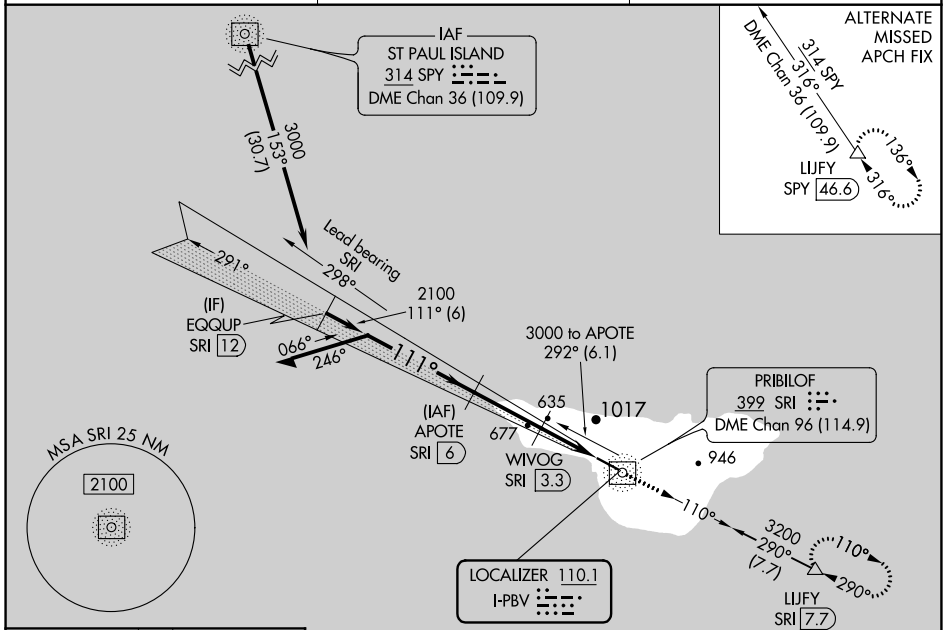 IAF
ST PAUL ISLAND
314 SPY
DME Chan 36 (109.9)
ALTERNATE
MISSED
APCH FIX
314 SPY
316°
DME Chan 36 (109.9)
136°
316°
LIJFY
SPY 46.6
3000
153°
(30.7)
Lead bearing
SRI
298°
291°
(IF)
EQQUP
SRI 12
2100
111° (6)
066°
246°
111°
3000 to APOTE
292° (6.1)
(IAF)
APOTE
SRI 6
635
677
1017
WIVOG
SRI 3.3
PRIBILOF
399 SRI
DME Chan 96 (114.9)
946
MSA SRI 25 NM
2100
110°
3200
290°
(7.7)
110°
290°
LIJFY
SRI 7.7
LOCALIZER 110.1
I-PBV